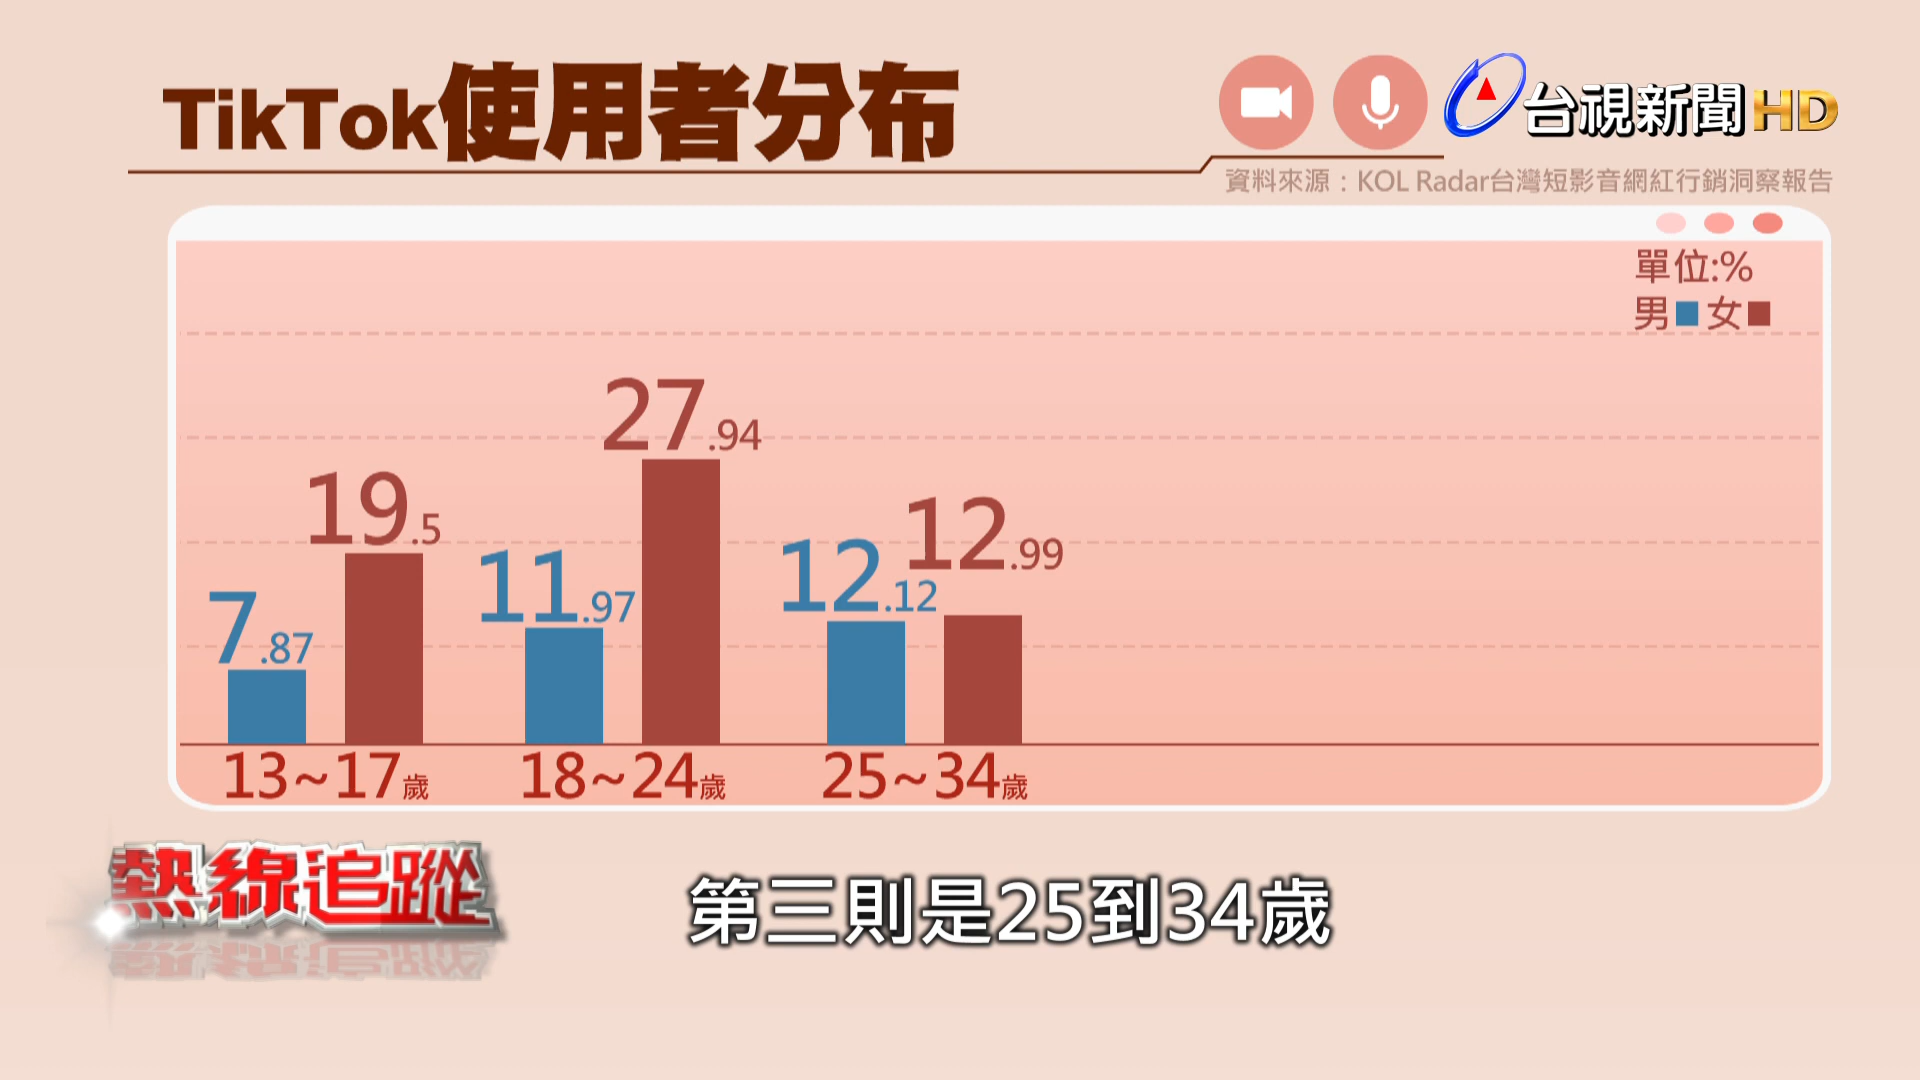 TikTok使用者分布
台視新聞HD
資料來源：KOL Radar台灣短影音網紅行銷洞察報告
單位:%
男 女
27.94
19.5
12.99
11.97
12.12
7.87
13~17歲 18~24歲 25~34歲
熱線追蹤
第三則是25到34歲